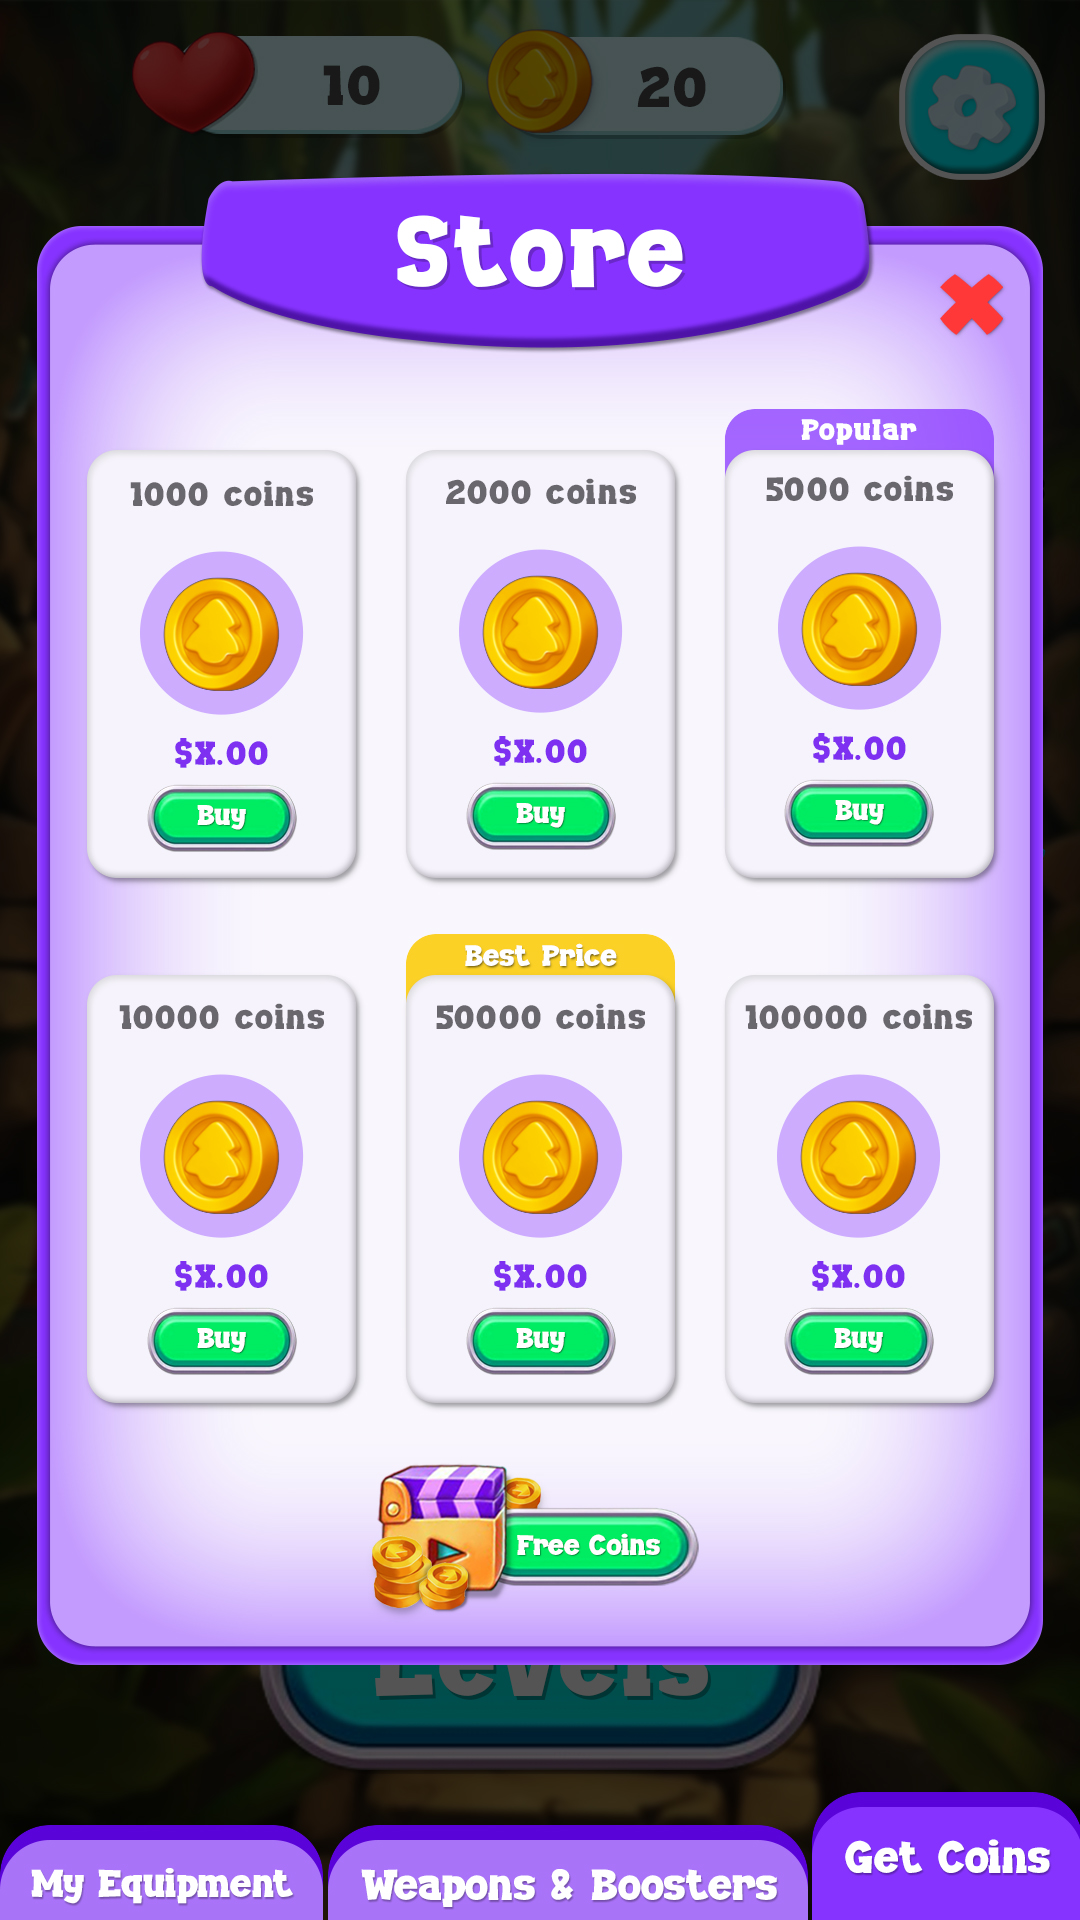 10
20
Store
Popular
1000 coins
2000 coins
5000 coins
$X.00
$X.00
$X.00
Buy
Buy
Buy
Best Price
10000 coins
50000 coins
100000 coins
$X.00
$X.00
$X.00
Buy
Buy
Buy
Free Coins
Levels
My Equipment
Weapons & Boosters
Get Coins